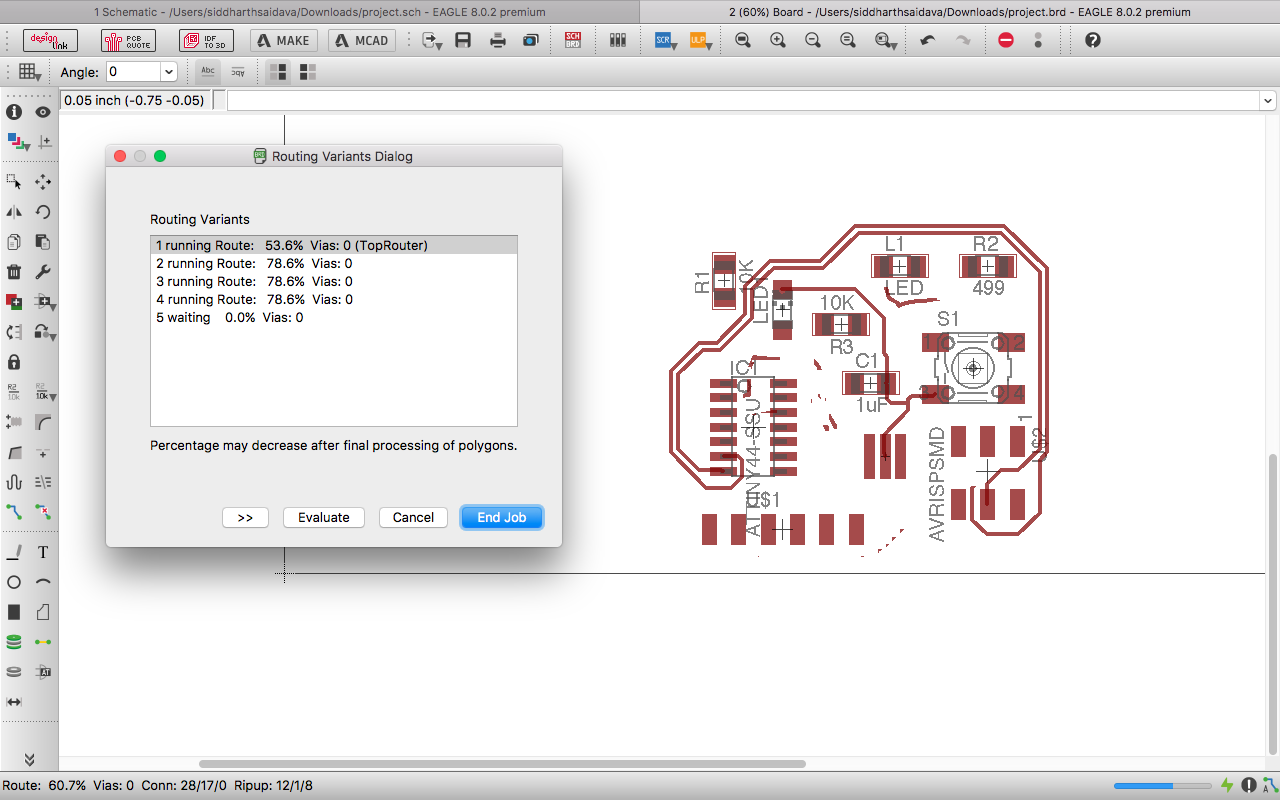 1 Schematic - /Users/siddharthsaidava/Downloads/project.sch - EAGLE 8.0.2 premium
2 (60%) Board - /Users/siddharthsaidava/Downloads/project.brd - EAGLE 8.0.2 premium
design link
PCB QUOTE
IDF TO 3D
MAKE
MCAD
SCH BRD
SCR
ULP
Angle: 0
Abc
0.05 inch (-0.75 -0.05)
Routing Variants Dialog
Routing Variants
1 running Route: 53.6% Vias: 0 (TopRouter)
2 running Route: 78.6% Vias: 0
3 running Route: 78.6% Vias: 0
4 running Route: 78.6% Vias: 0
5 waiting 0.0% Vias: 0
Percentage may decrease after final processing of polygons.
>>
Evaluate
Cancel
End Job
L1
R2
R1
10K
LED
499
LED1
10K
R3
S1
1
2
C1
IC1
3
4
1uF
1
AVRISPSMD
U$1
R2 10k
R2 10k
T
Route: 60.7% Vias: 0 Conn: 28/17/0 Ripup: 12/1/8